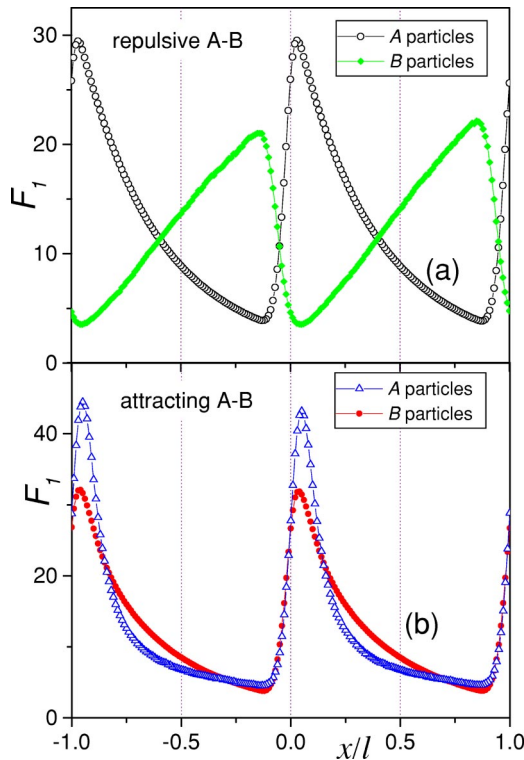 30
20
10
0
F1
repulsive A-B
A particles
B particles
(a)
40
20
0
F1
attracting A-B
A particles
B particles
(b)
-1.0 -0.5 0.0 0.5 1.0
x/l